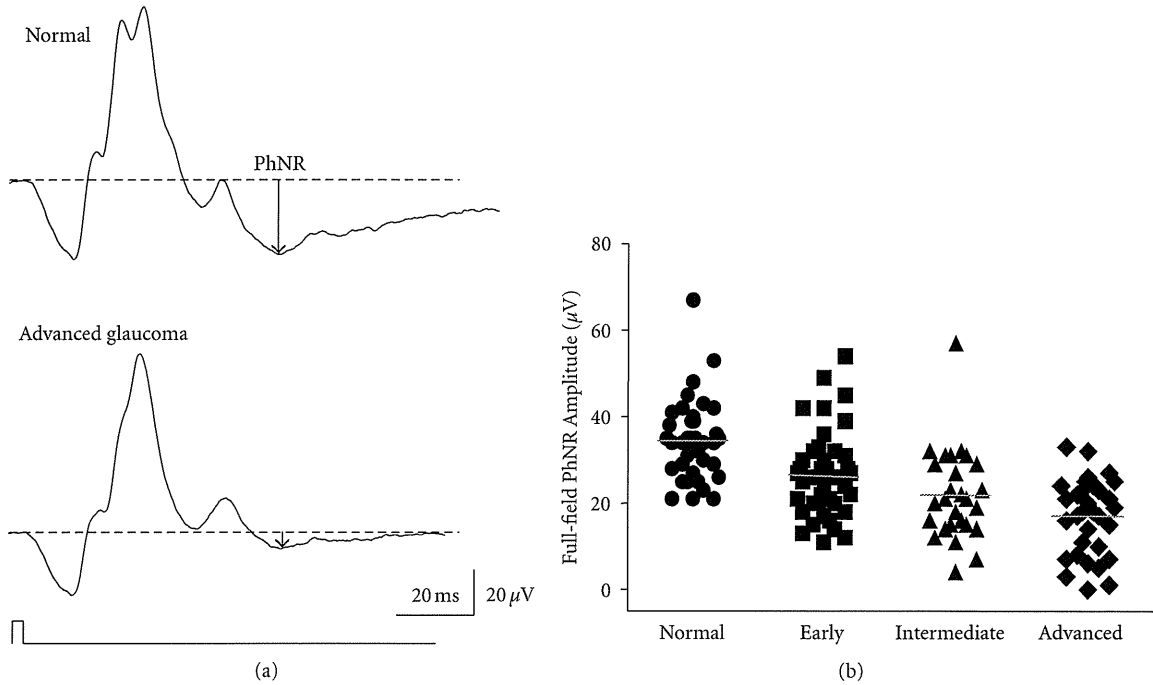 Normal
PhNR
Advanced glaucoma
20 ms
20 µV
(a)
Full-field PhNR Amplitude (µV)
80
60
40
20
0
Normal Early Intermediate Advanced
(b)